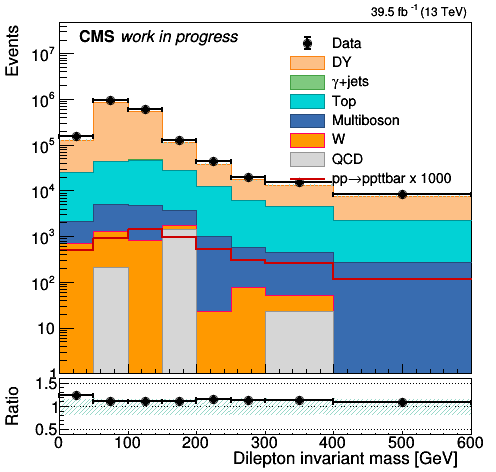 39.5 fb⁻¹ (13 TeV)
CMS work in progress
Events
10⁷
10⁶
10⁵
10⁴
10³
10²
10
1
Data
DY
γ+jets
Top
Multiboson
W
QCD
pp→ppttbar x 1000
Ratio
1.5
1
0.5
0 100 200 300 400 500 600
Dilepton invariant mass [GeV]